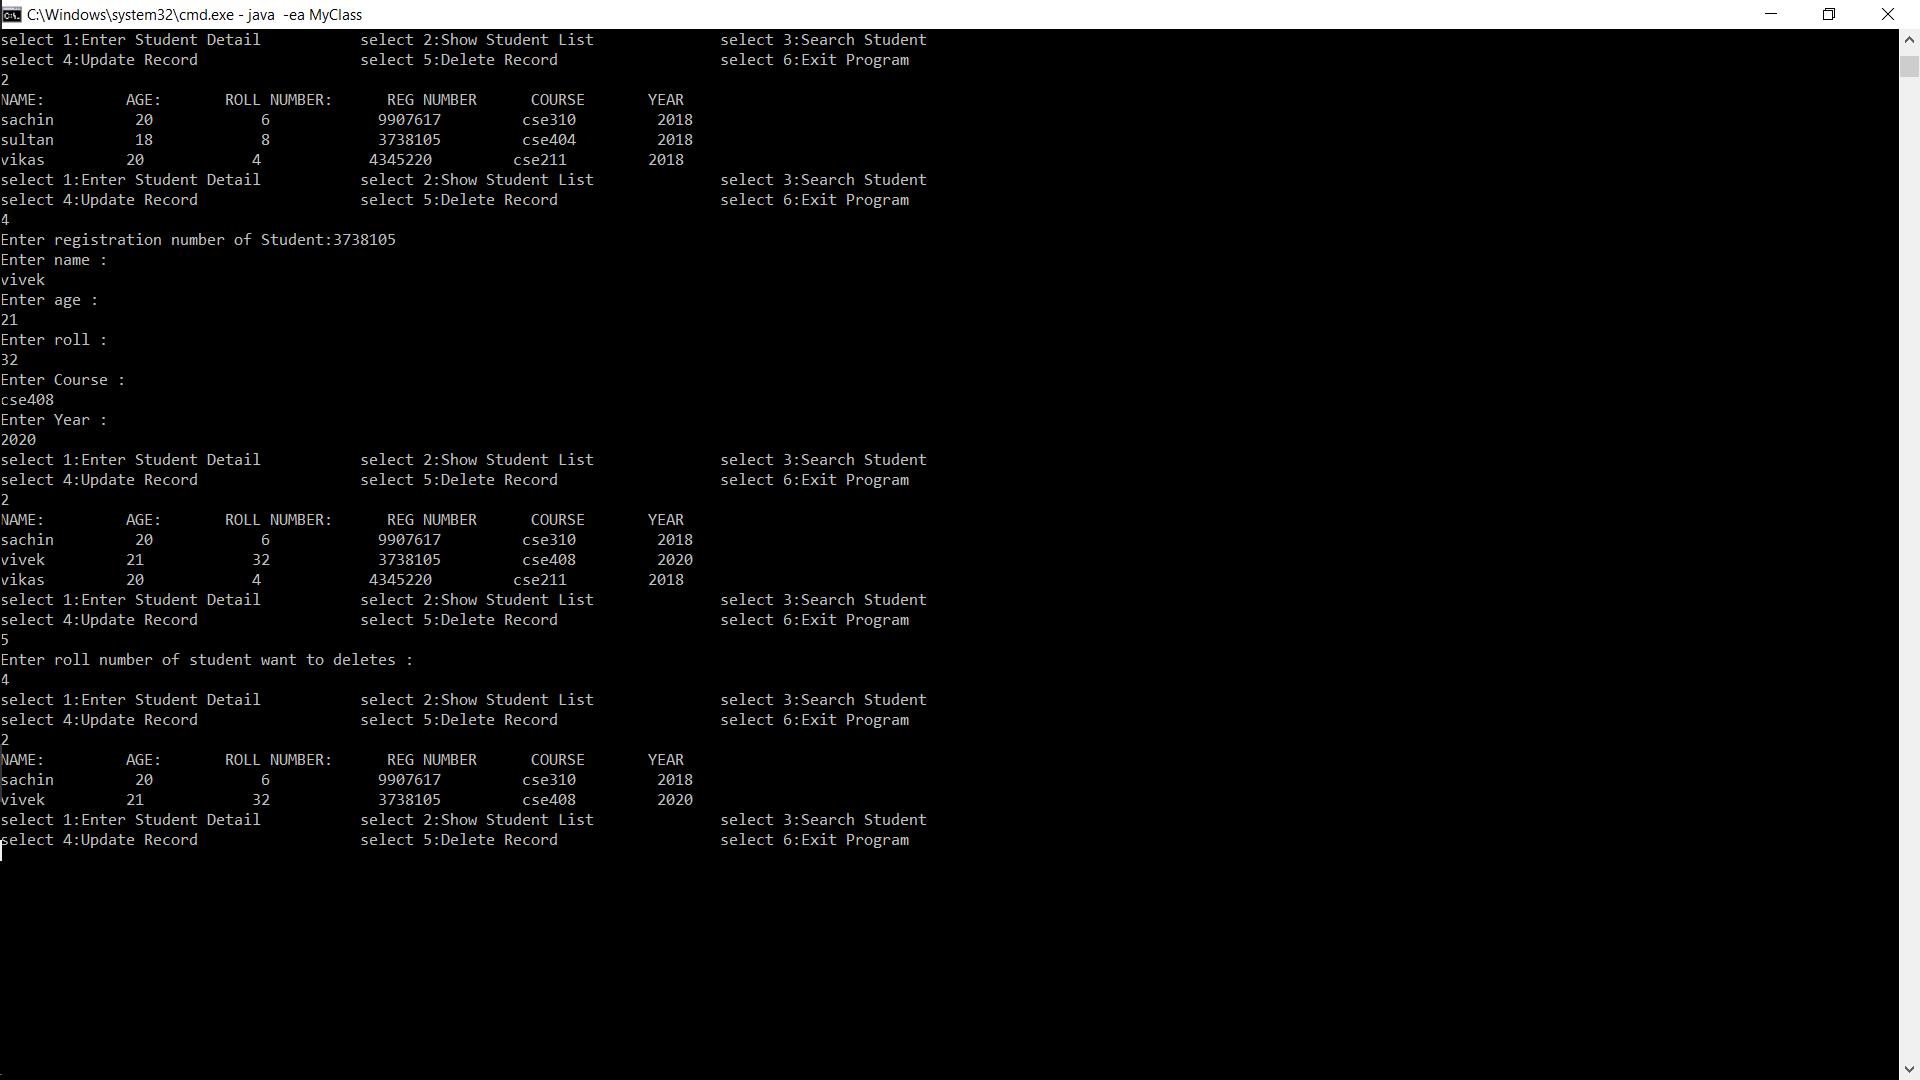 C:\Windows\system32\cmd.exe - java  -ea MyClass
select 1:Enter Student Detail           select 2:Show Student List              select 3:Search Student
select 4:Update Record                  select 5:Delete Record                  select 6:Exit Program
2
NAME:         AGE:       ROLL NUMBER:      REG NUMBER      COURSE       YEAR
sachin         20            6            9907617         cse310         2018
sultan         18            8            3738105         cse404         2018
vikas         20            4            4345220         cse211         2018
select 1:Enter Student Detail           select 2:Show Student List              select 3:Search Student
select 4:Update Record                  select 5:Delete Record                  select 6:Exit Program
4
Enter registration number of Student:3738105
Enter name :
vivek
Enter age :
21
Enter roll :
32
Enter Course :
cse408
Enter Year :
2020
select 1:Enter Student Detail           select 2:Show Student List              select 3:Search Student
select 4:Update Record                  select 5:Delete Record                  select 6:Exit Program
2
NAME:         AGE:       ROLL NUMBER:      REG NUMBER      COURSE       YEAR
sachin         20            6            9907617         cse310         2018
vivek         21            32            3738105         cse408         2020
vikas         20            4            4345220         cse211         2018
select 1:Enter Student Detail           select 2:Show Student List              select 3:Search Student
select 4:Update Record                  select 5:Delete Record                  select 6:Exit Program
5
Enter roll number of student want to deletes :
4
select 1:Enter Student Detail           select 2:Show Student List              select 3:Search Student
select 4:Update Record                  select 5:Delete Record                  select 6:Exit Program
2
NAME:         AGE:       ROLL NUMBER:      REG NUMBER      COURSE       YEAR
sachin         20            6            9907617         cse310         2018
vivek         21            32            3738105         cse408         2020
select 1:Enter Student Detail           select 2:Show Student List              select 3:Search Student
select 4:Update Record                  select 5:Delete Record                  select 6:Exit Program